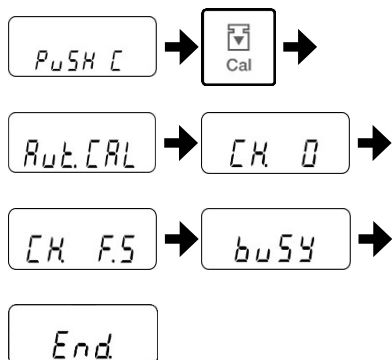 PuSH C
Cal
Aut.CAL
CH. 0
CH. F.S
buSY
End.